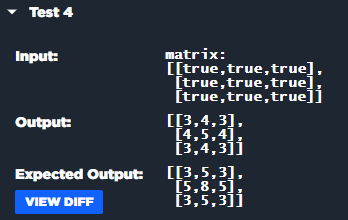 Test 4
Input:
matrix:
[[true,true,true],
[true,true,true],
[true,true,true]]
Output:
[[3,4,3],
[4,5,4],
[3,4,3]]
Expected Output:
[[3,5,3],
[5,8,5],
[3,5,3]]
VIEW DIFF